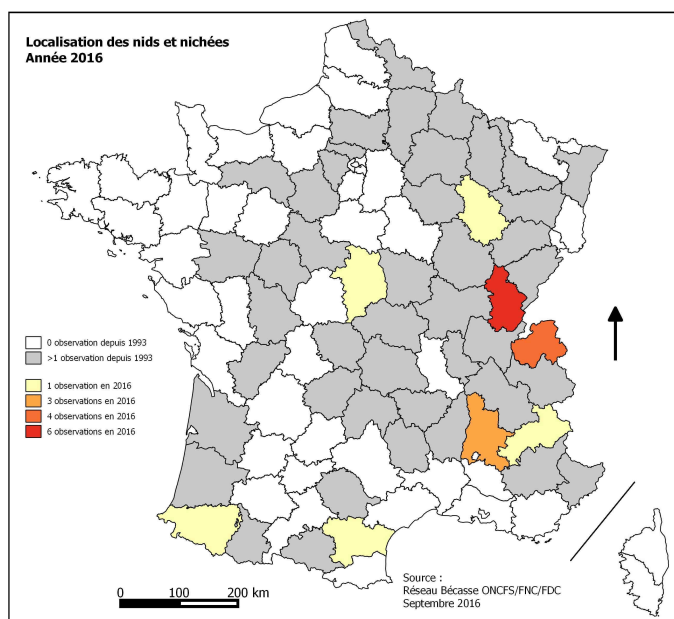 Localisation des nids et nichées
Année 2016
0 observation depuis 1993
>1 observation depuis 1993
1 observation en 2016
3 observations en 2016
4 observations en 2016
6 observations en 2016
0 100 200 km
Source :
Réseau Bécasse ONCFS/FNC/FDC
Septembre 2016